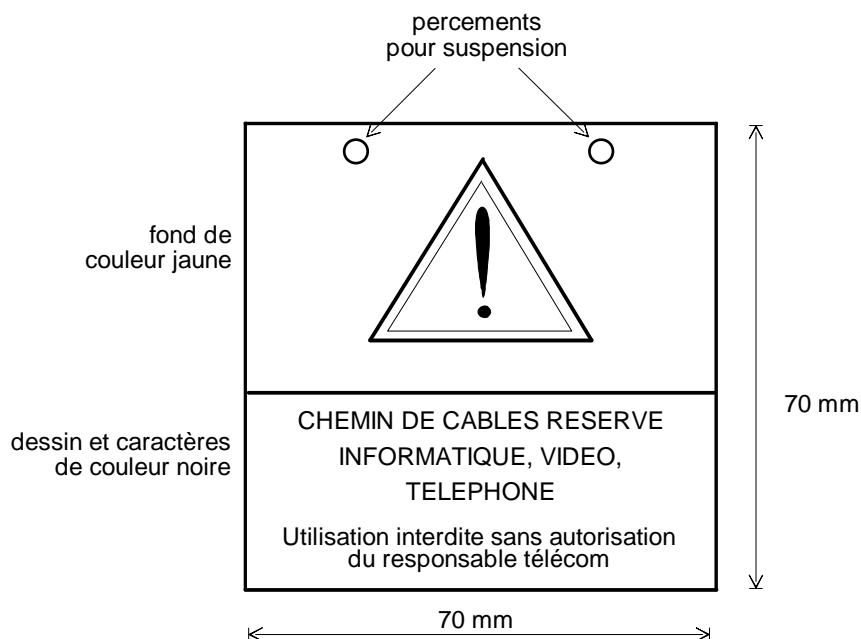 percements
pour suspension
fond de
couleur jaune
70 mm
dessin et caractères
de couleur noire
CHEMIN DE CABLES RESERVE
INFORMATIQUE, VIDEO,
TELEPHONE
Utilisation interdite sans autorisation
du responsable télécom
70 mm